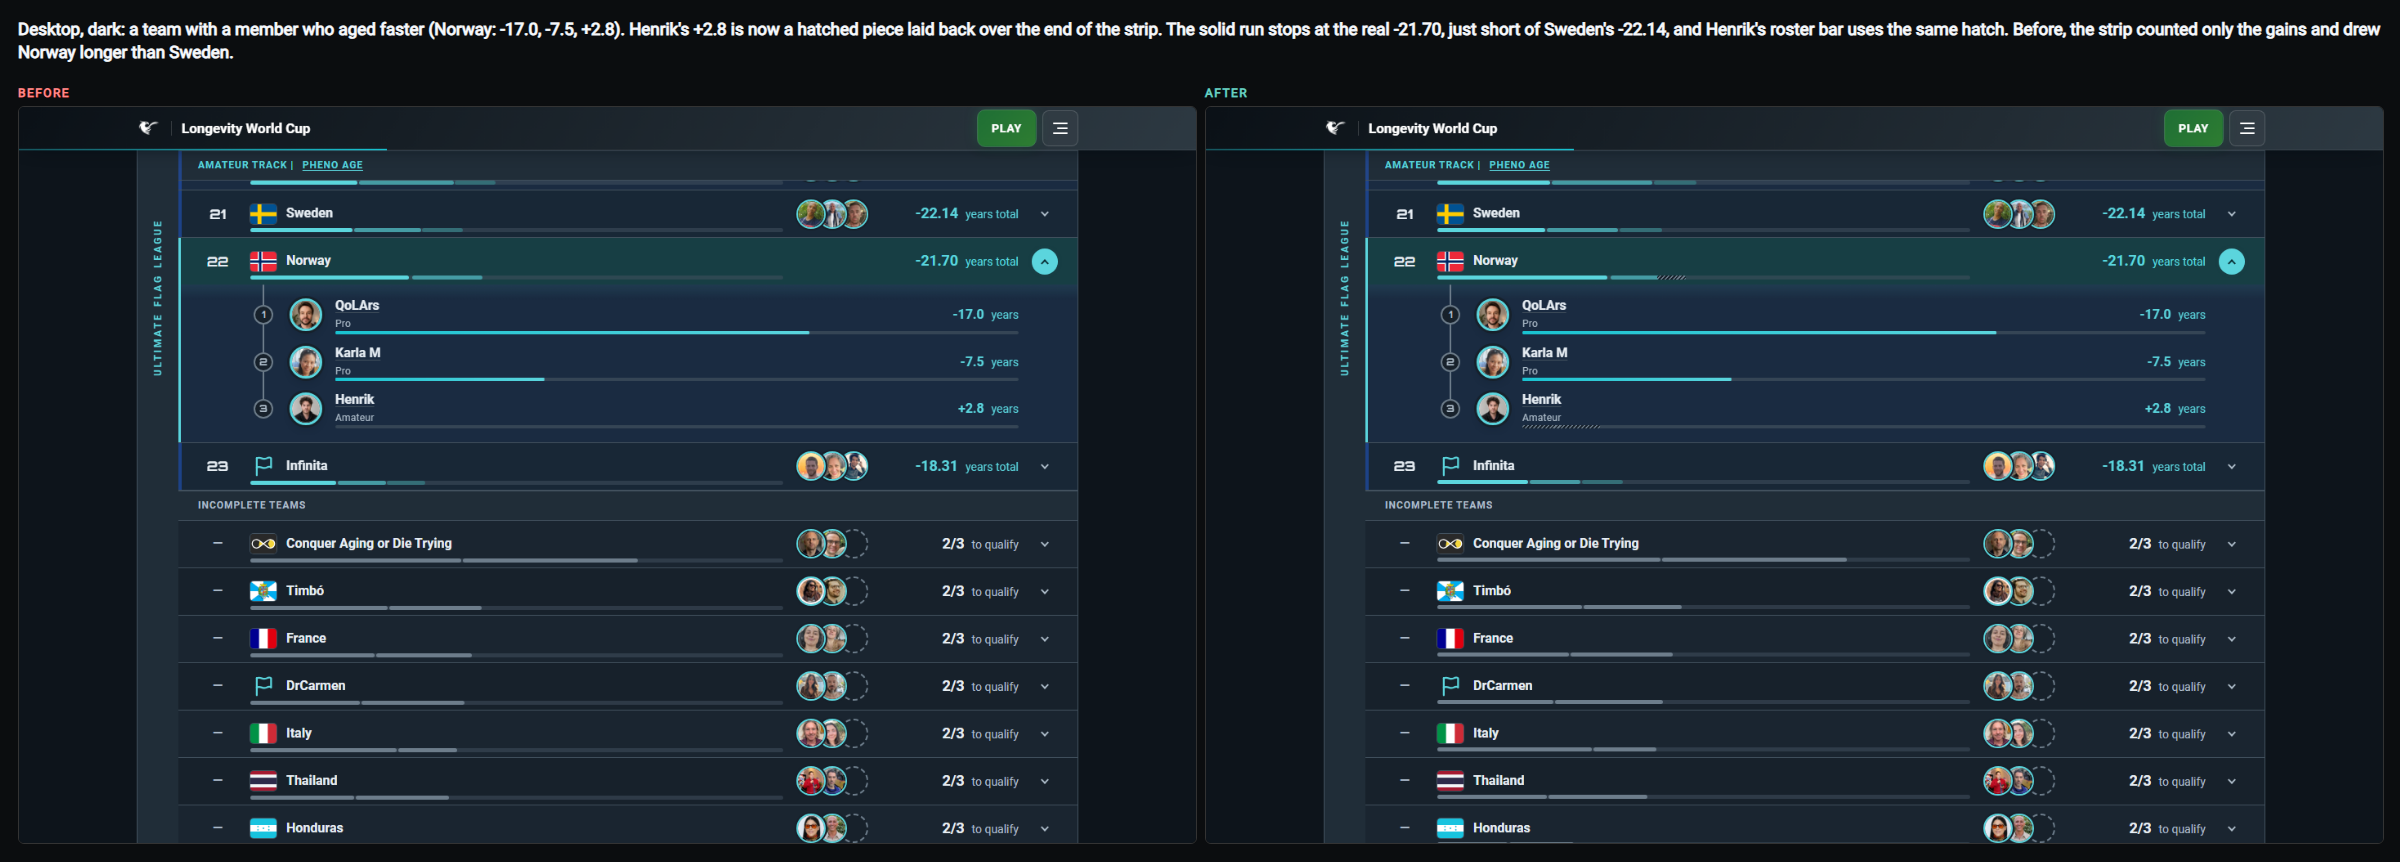 Desktop, dark: a team with a member who aged faster (Norway: -17.0, -7.5, +2.8). Henrik's +2.8 is now a hatched piece laid back over the end of the strip. The solid run stops at the real -21.70, just short of Sweden's -22.14, and Henrik's roster bar uses the same hatch. Before, the strip counted only the gains and drew
Norway longer than Sweden.
BEFORE
Longevity World Cup
PLAY
ULTIMATE FLAG LEAGUE
AMATEUR TRACK | PHENO AGE
21 Sweden -22.14 years total
22 Norway -21.70 years total
1 QoLArs -17.0 years
Pro
2 Karla M -7.5 years
Pro
3 Henrik +2.8 years
Amateur
23 Infinita -18.31 years total
INCOMPLETE TEAMS
– Conquer Aging or Die Trying 2/3 to qualify
– Timbó 2/3 to qualify
– France 2/3 to qualify
– DrCarmen 2/3 to qualify
– Italy 2/3 to qualify
– Thailand 2/3 to qualify
– Honduras 2/3 to qualify
AFTER
Longevity World Cup
PLAY
ULTIMATE FLAG LEAGUE
AMATEUR TRACK | PHENO AGE
21 Sweden -22.14 years total
22 Norway -21.70 years total
1 QoLArs -17.0 years
Pro
2 Karla M -7.5 years
Pro
3 Henrik +2.8 years
Amateur
23 Infinita -18.31 years total
INCOMPLETE TEAMS
– Conquer Aging or Die Trying 2/3 to qualify
– Timbó 2/3 to qualify
– France 2/3 to qualify
– DrCarmen 2/3 to qualify
– Italy 2/3 to qualify
– Thailand 2/3 to qualify
– Honduras 2/3 to qualify